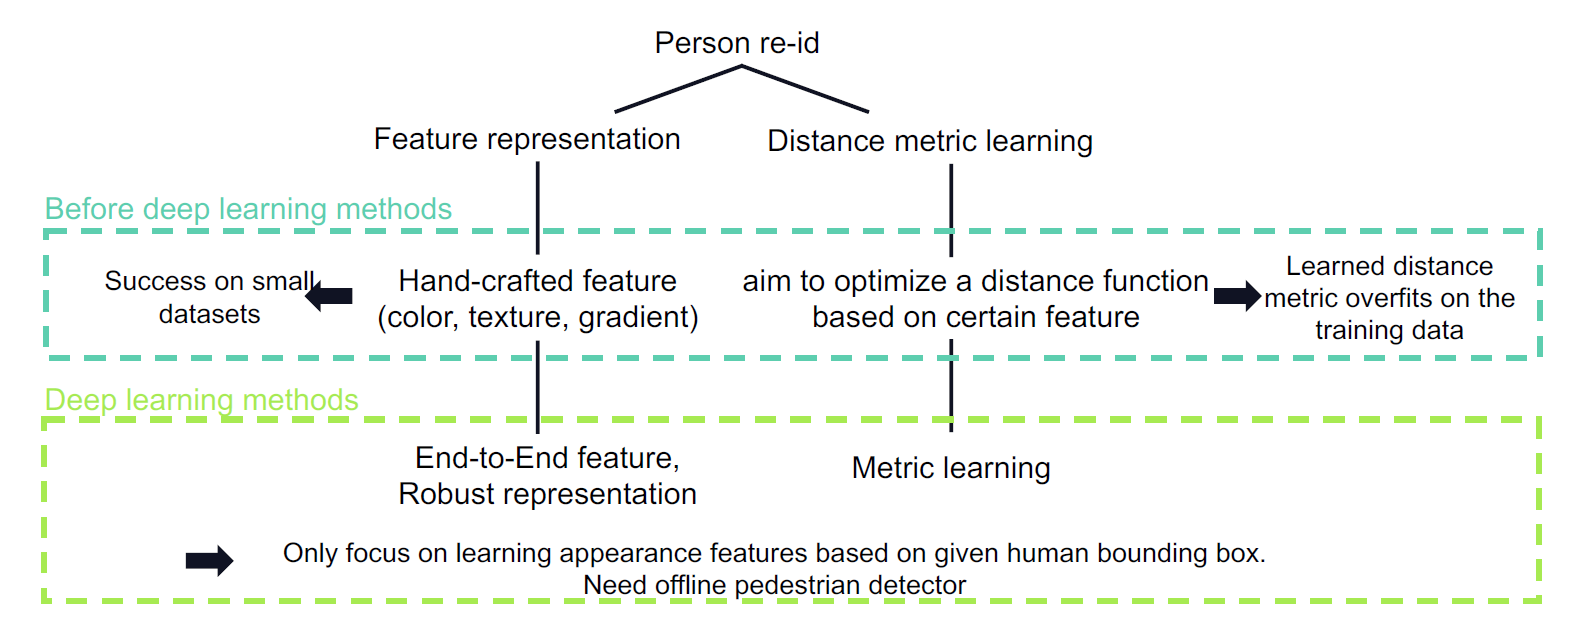 Person re-id
Feature representation
Distance metric learning
Before deep learning methods
Success on small
datasets
Hand-crafted feature
(color, texture, gradient)
aim to optimize a distance function
based on certain feature
Learned distance
metric overfits on the
training data
Deep learning methods
End-to-End feature,
Robust representation
Metric learning
Only focus on learning appearance features based on given human bounding box.
Need offline pedestrian detector